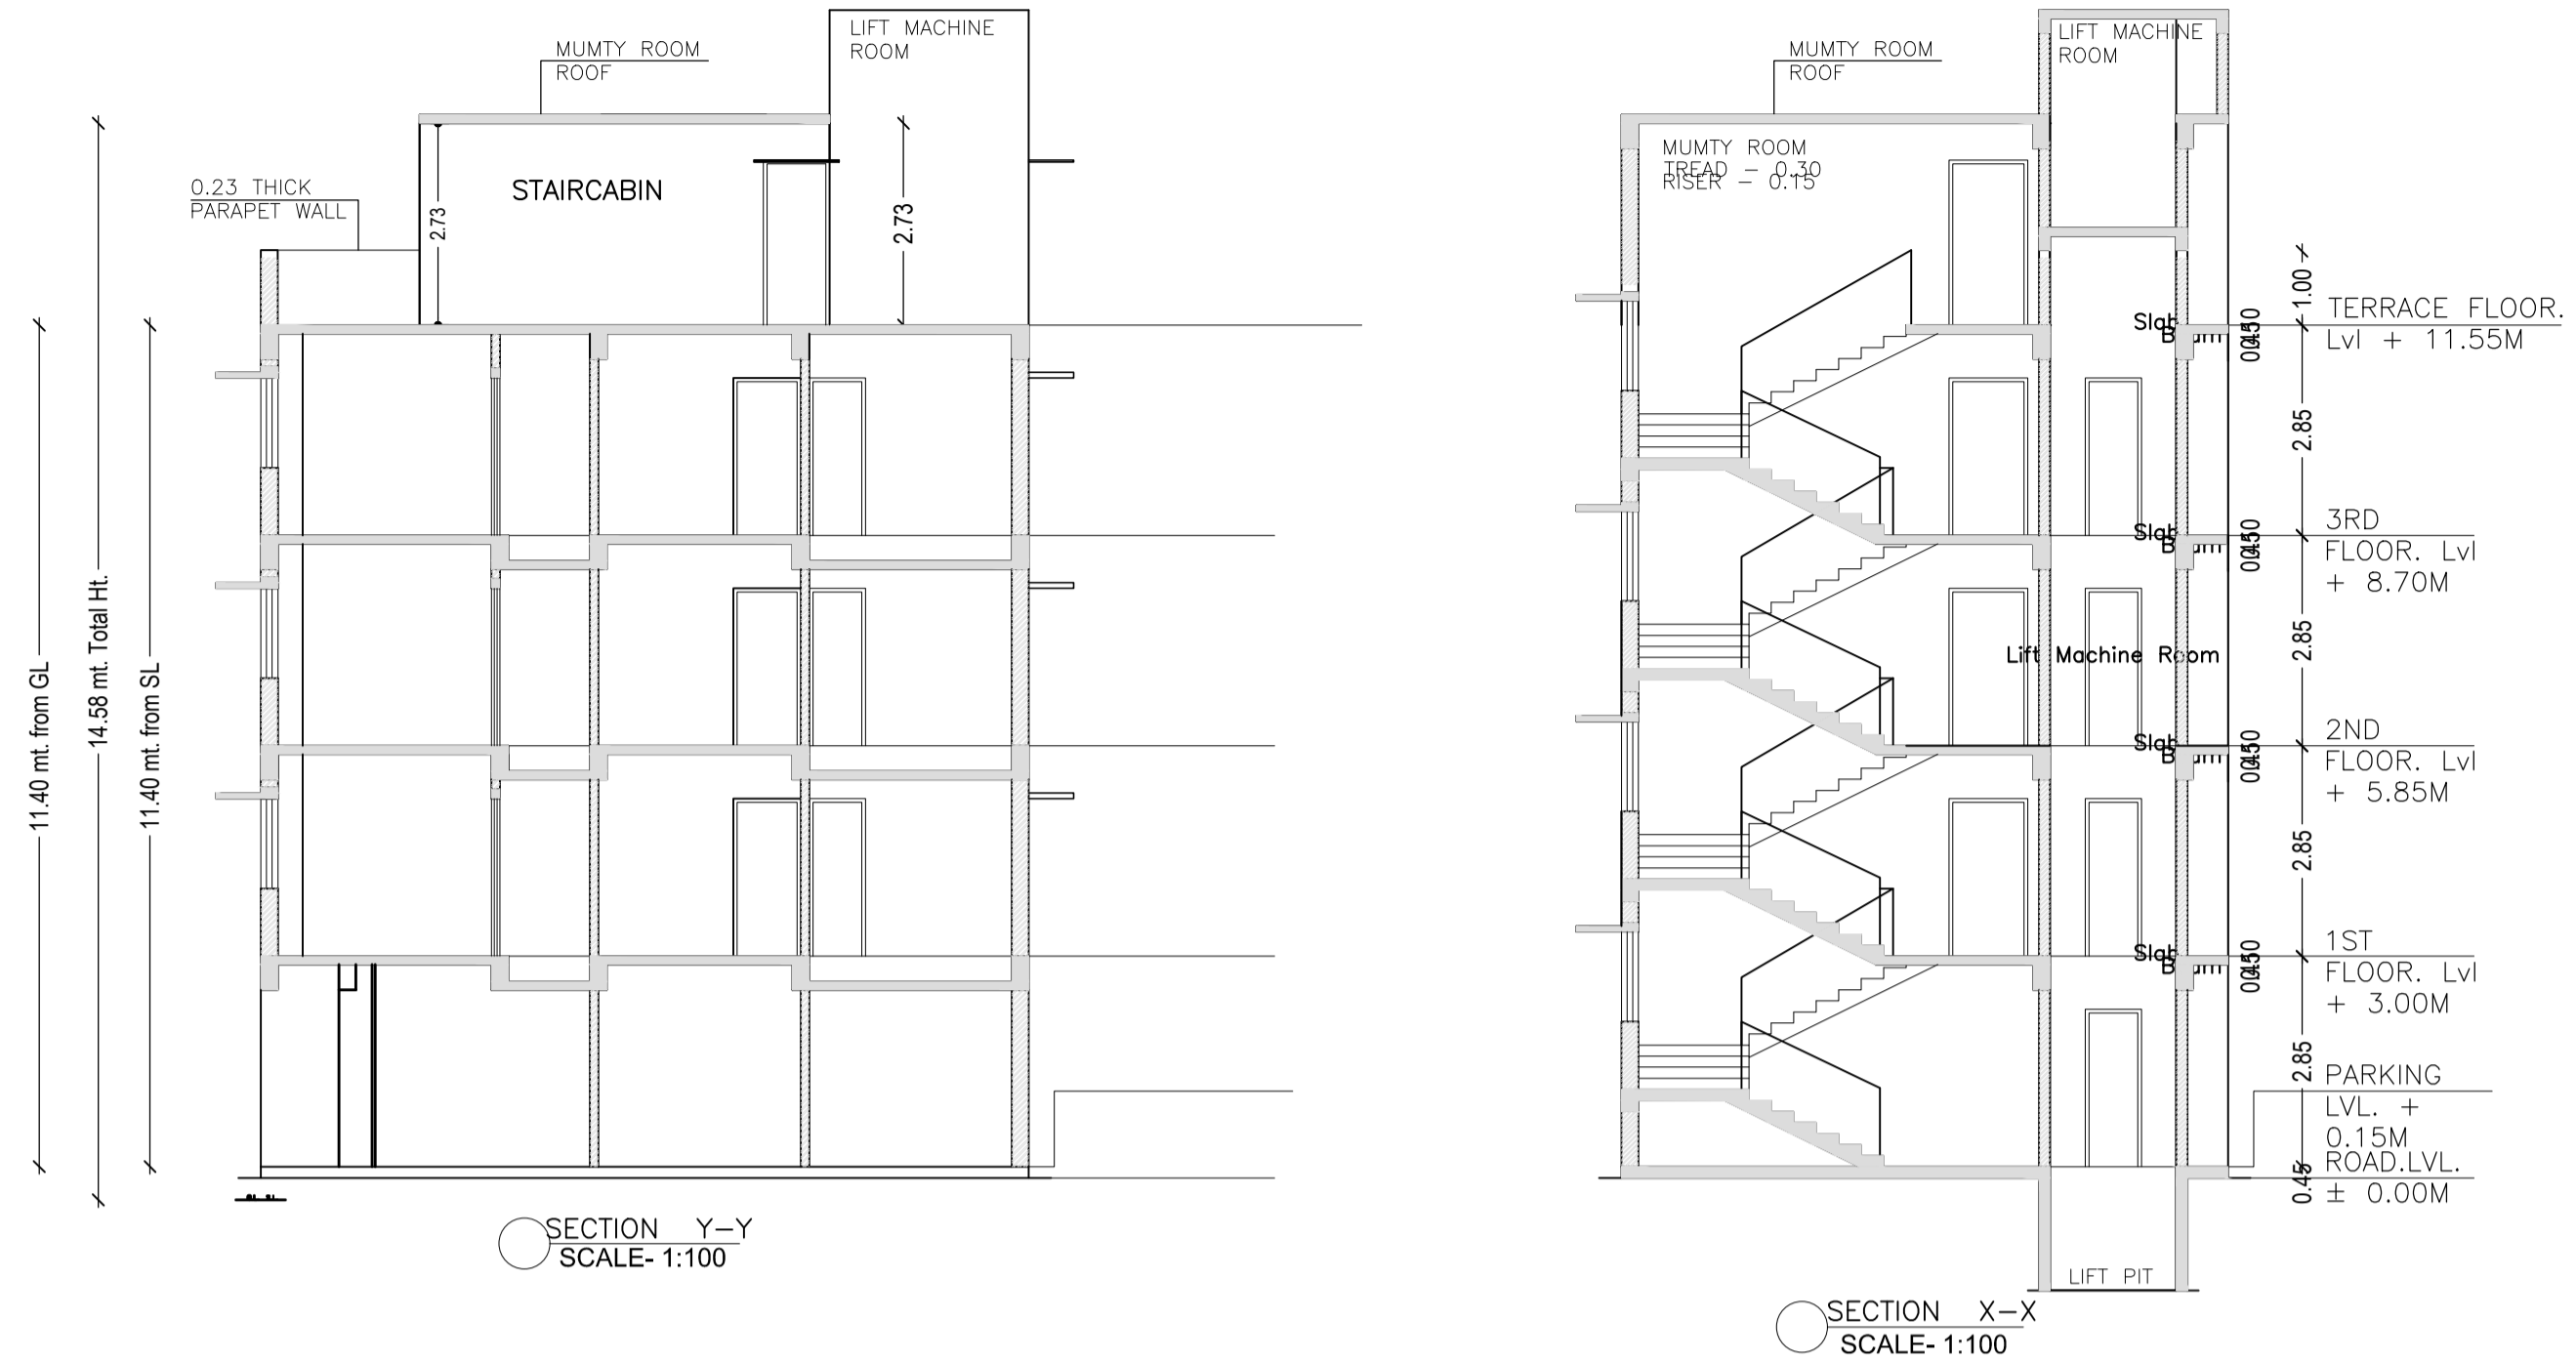 LIFT MACHINE
ROOM
MUMTY ROOM
ROOF
0.23 THICK
PARAPET WALL
STAIRCABIN
2.73
2.73
11.40 mt. from GL
14.58 mt. Total Ht.
11.40 mt. from SL
SECTION Y-Y
SCALE- 1:100
LIFT MACHINE
ROOM
MUMTY ROOM
ROOF
MUMTY ROOM
TREAD - 0.30
RISER - 0.15
1.00
TERRACE FLOOR.
Lvl + 11.55M
2.85
3RD
FLOOR. Lvl
+ 8.70M
2.85
Lift Machine Room
2ND
FLOOR. Lvl
+ 5.85M
2.85
1ST
FLOOR. Lvl
+ 3.00M
2.85
PARKING
LVL. +
0.15M
ROAD.LVL.
± 0.00M
0.45
LIFT PIT
SECTION X-X
SCALE- 1:100